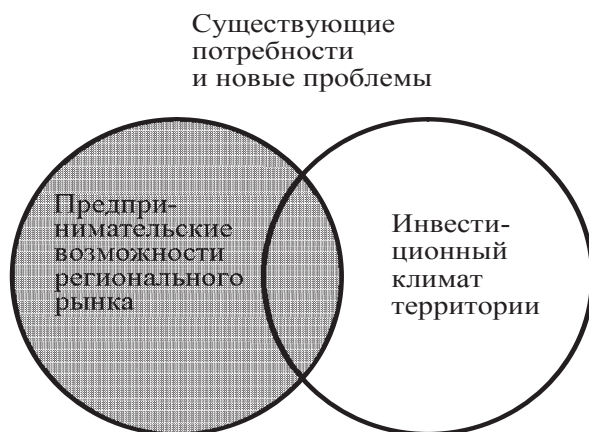 Существующие
потребности
и новые проблемы
Предпри-
нимательские
возможности
регионального
рынка
Инвести-
ционный
климат
территории